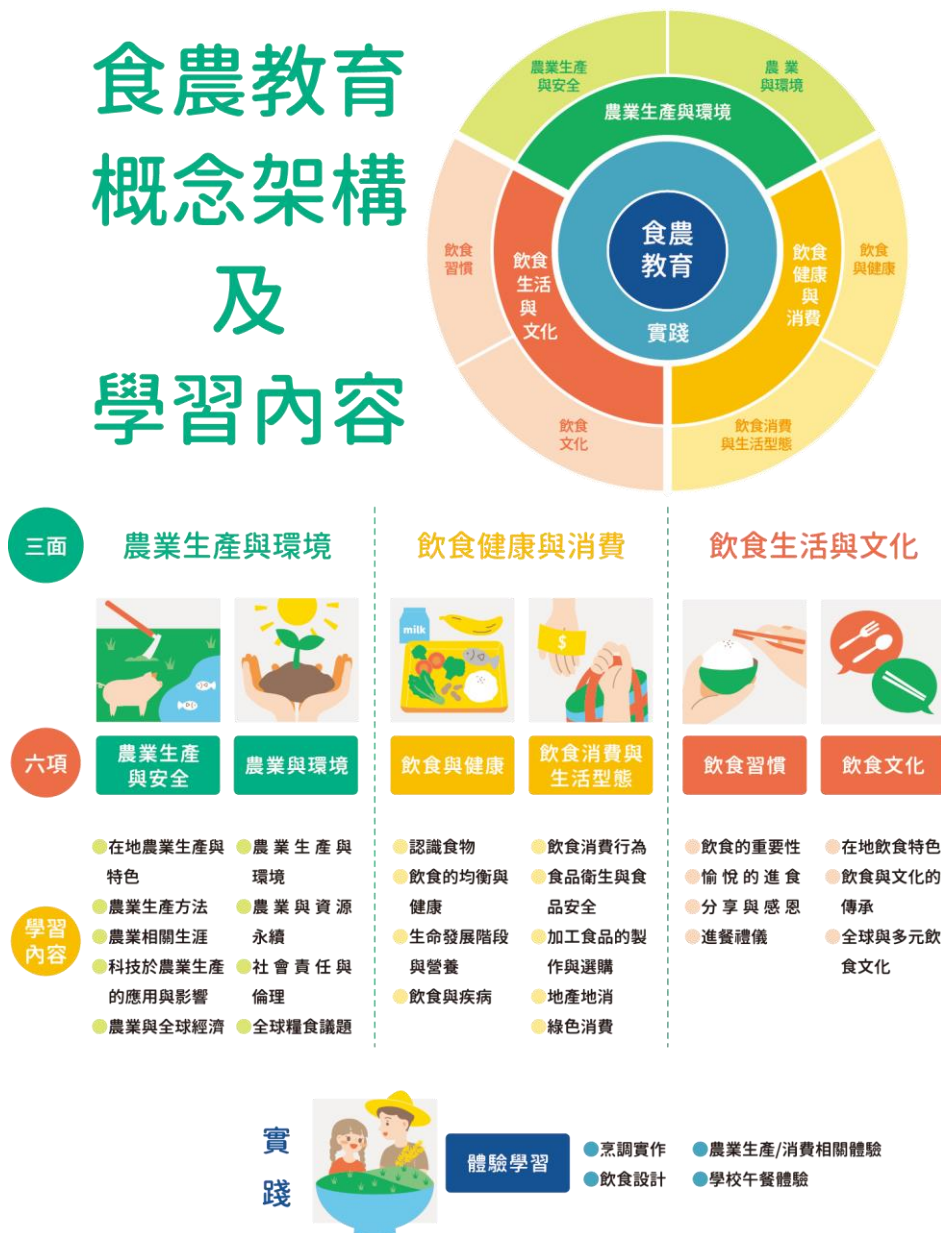 食農教育
概念架構
及
學習內容
農業生產
與安全
農業
與環境
農業生產與環境
飲食
習慣
飲食
生活
與
文化
食農
教育
實踐
飲食
健康
與
消費
飲食
與健康
飲食
文化
飲食消費
與生活型態
三面
農業生產與環境
飲食健康與消費
飲食生活與文化
milk
$
六項
農業生產
與安全
農業與環境
飲食與健康
飲食消費與
生活型態
飲食習慣
飲食文化
學習
內容
在地農業生產與
特色
農業生產方法
農業相關生涯
科技於農業生產
的應用與影響
農業與全球經濟
農業生產與
環境
農業與資源
永續
社會責任與
倫理
全球糧食議題
認識食物
飲食的均衡與
健康
生命發展階段
與營養
飲食與疾病
飲食消費行為
食品衛生與食
品安全
加工食品的製
作與選購
地產地消
綠色消費
飲食的重要性
愉悅的進食
分享與感恩
進餐禮儀
在地飲食特色
飲食與文化的
傳承
全球與多元飲
食文化
實
踐
體驗學習
烹調實作
飲食設計
農業生產/消費相關體驗
學校午餐體驗